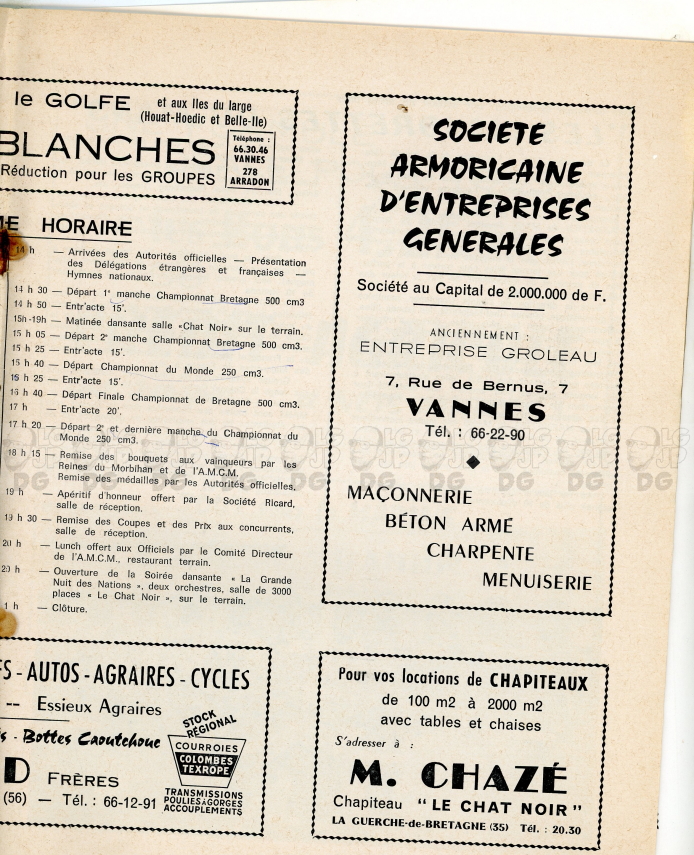 le GOLFE et aux Iles du large
(Houat-Hoedic et Belle-Ile)
BLANCHES
Réduction pour les GROUPES
Téléphone :
66.30.46
VANNES
278
ARRADON
ME HORAIRE
14 h — Arrivées des Autorités officielles — Présentation
des Délégations étrangères et françaises —
Hymnes nationaux.
14 h 30 — Départ 1e manche Championnat Bretagne 500 cm3
14 h 50 — Entr'acte 15'.
15h-19h — Matinée dansante salle «Chat Noir» sur le terrain.
15 h 05 — Départ 2e manche Championnat Bretagne 500 cm3.
15 h 25 — Entr'acte 15'.
15 h 40 — Départ Championnat du Monde 250 cm3.
16 h 25 — Entr'acte 15'.
16 h 40 — Départ Finale Championnat de Bretagne 500 cm3.
17 h — Entr'acte 20'.
17 h 20 — Départ 2e et dernière manche du Championnat du
Monde 250 cm3.
18 h 15 — Remise des bouquets aux vainqueurs par les
Reines du Morbihan et de l'A.M.C.M.
Remise des médailles par les Autorités officielles.
19 h — Apéritif d'honneur offert par la Société Ricard,
salle de réception.
19 h 30 — Remise des Coupes et des Prix aux concurrents,
salle de réception.
20 h — Lunch offert aux Officiels par le Comité Directeur
de l'A.M.C.M., restaurant terrain.
20 h — Ouverture de la Soirée dansante « La Grande
Nuit des Nations », deux orchestres, salle de 3000
places « Le Chat Noir », sur le terrain.
1 h — Clôture.
S - AUTOS - AGRAIRES - CYCLES
-- Essieux Agraires
s - Bottes Caoutchouc
D FRÈRES
(56) — Tél. : 66-12-91
STOCK
RÉGIONAL
COURROIES
COLOMBES
TEXROPE
TRANSMISSIONS
POULIES à GORGES
ACCOUPLEMENTS
SOCIETE
ARMORICAINE
D'ENTREPRISES
GENERALES
Société au Capital de 2.000.000 de F.
ANCIENNEMENT :
ENTREPRISE GROLEAU
7, Rue de Bernus, 7
VANNES
Tél. : 66-22-90
MAÇONNERIE
BÉTON ARMÉ
CHARPENTE
MENUISERIE
Pour vos locations de CHAPITEAUX
de 100 m2 à 2000 m2
avec tables et chaises
S'adresser à :
M. CHAZÉ
Chapiteau "LE CHAT NOIR"
LA GUERCHE-de-BRETAGNE (35) Tél. : 20.30